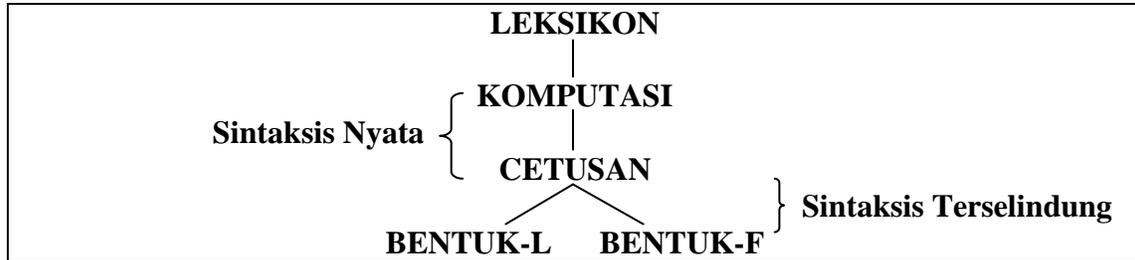 LEKSIKON
KOMPUTASI
Sintaksis Nyata
CETUSAN
Sintaksis Terselindung
BENTUK-L BENTUK-F